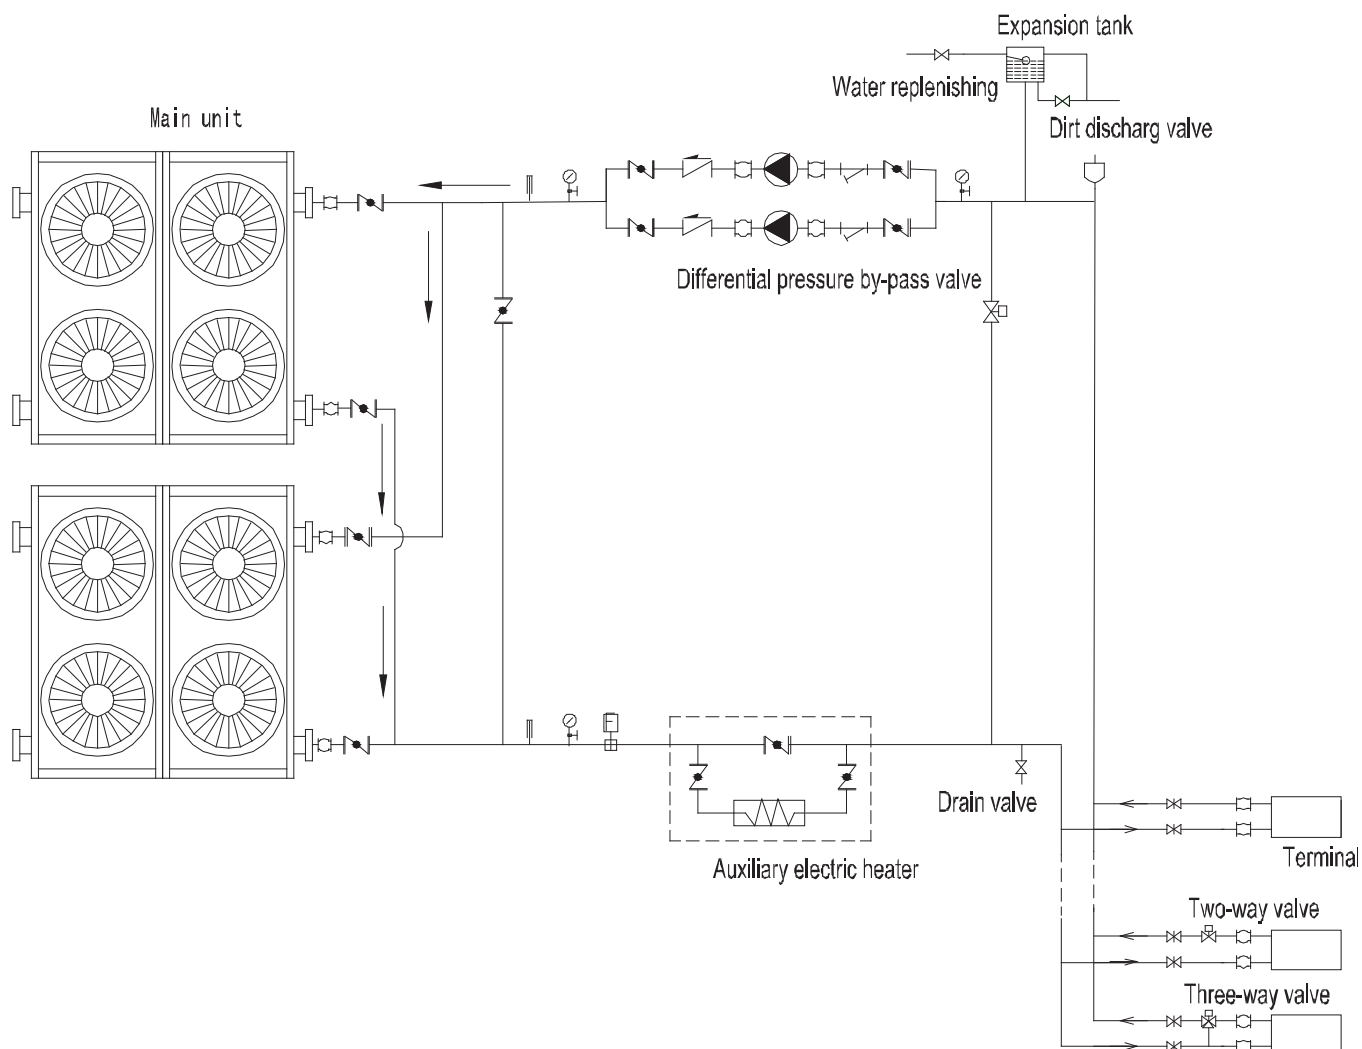 Expansion tank
Water replenishing
Main unit
Dirt discharg valve
Differential pressure by-pass valve
F
Drain valve
Terminal
Auxiliary electric heater
Two-way valve
Three-way valve